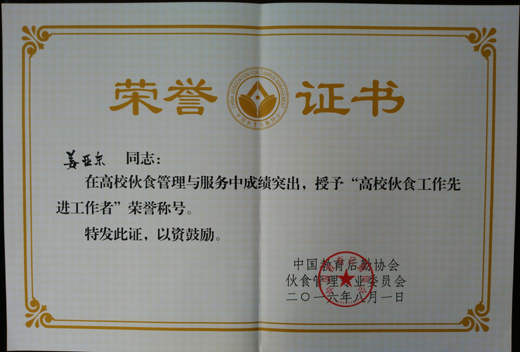 荣誉 证书
姜亚东 同志：
在高校伙食管理与服务中成绩突出，授予“高校伙食工作先
进工作者”荣誉称号。
特发此证，以资鼓励。
中国教育后勤协会
伙食管理专业委员会
二〇一六年八月一日